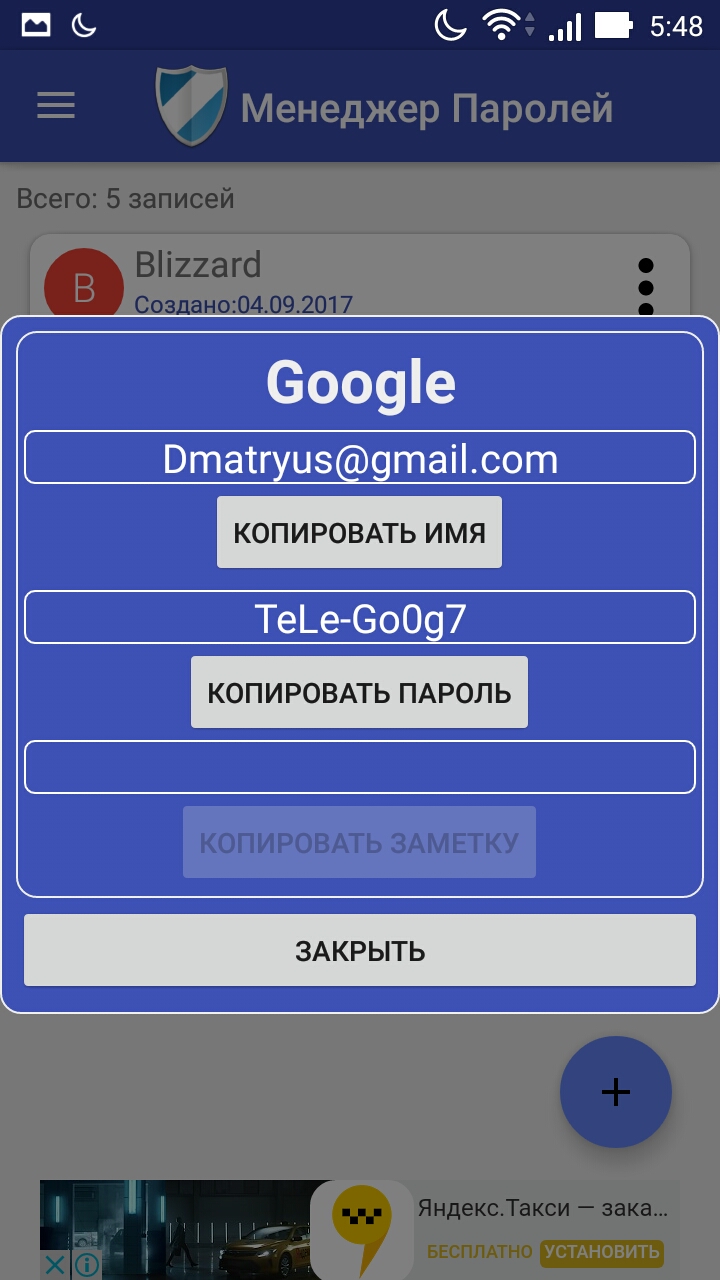 5:48
Менеджер Паролей
Всего: 5 записей
B
Blizzard
Создано:04.09.2017
Google
Dmatryus@gmail.com
КОПИРОВАТЬ ИМЯ
TeLe-Go0g7
КОПИРОВАТЬ ПАРОЛЬ
КОПИРОВАТЬ ЗАМЕТКУ
ЗАКРЫТЬ
+
Яндекс.Такси — зака...
БЕСПЛАТНО УСТАНОВИТЬ